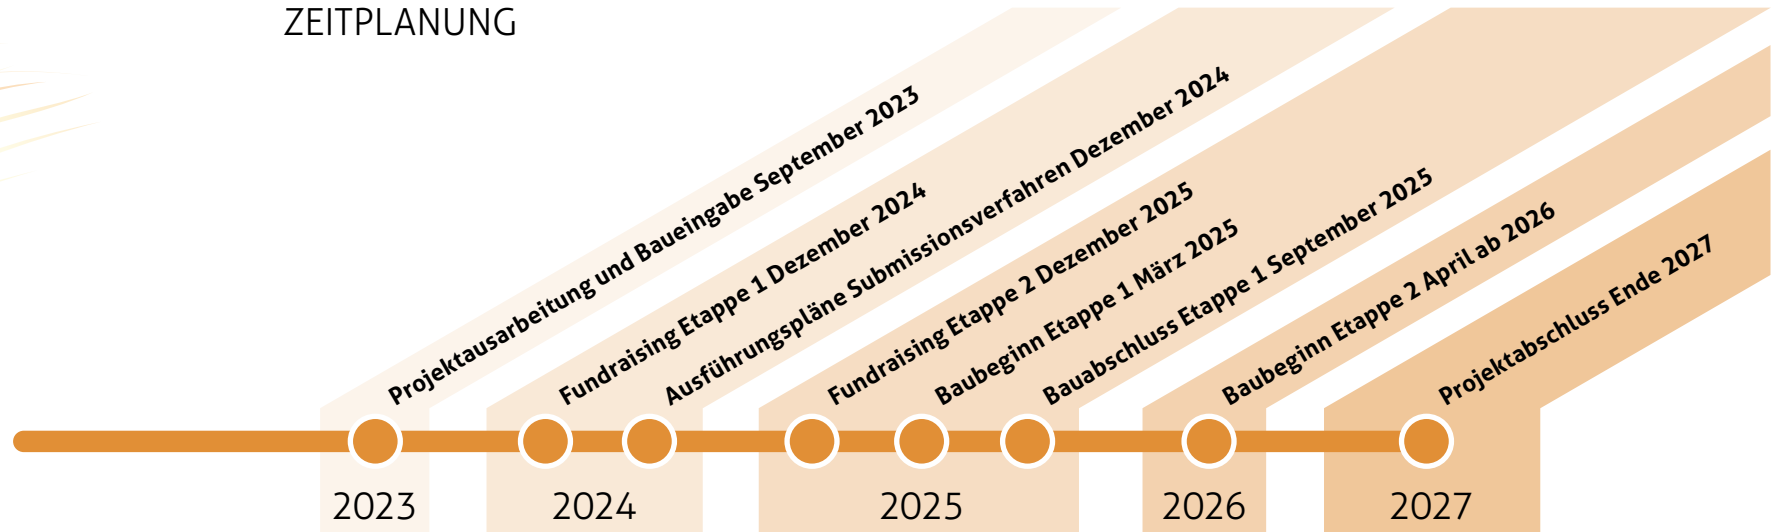 ZEITPLANUNG
Projektausarbeitung und Baueingabe September 2023
Fundraising Etappe 1 Dezember 2024
Ausführungspläne Submissionsverfahren Dezember 2024
Fundraising Etappe 2 Dezember 2025
Baubeginn Etappe 1 März 2025
Bauabschluss Etappe 1 September 2025
Baubeginn Etappe 2 April ab 2026
Projektabschluss Ende 2027
2023
2024
2025
2026
2027